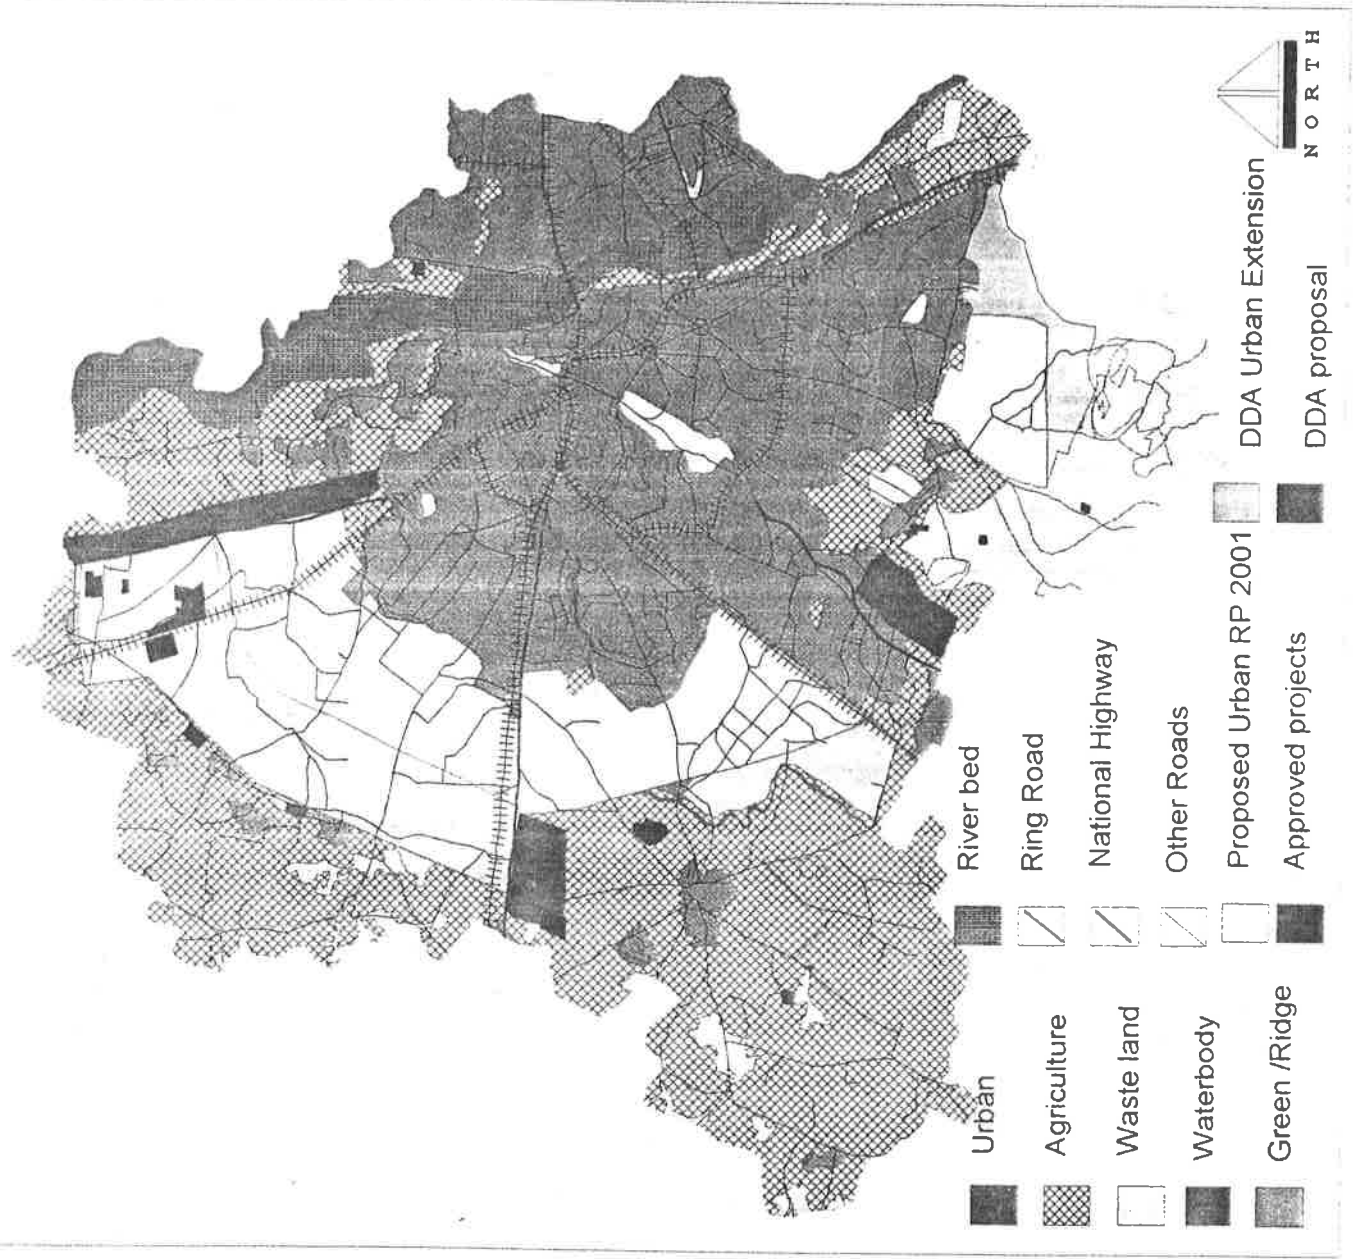 NORTH
Urban
Agriculture
Waste land
Waterbody
Green /Ridge
River bed
Ring Road
National Highway
Other Roads
Proposed Urban RP 2001
Approved projects
DDA Urban Extension
DDA proposal